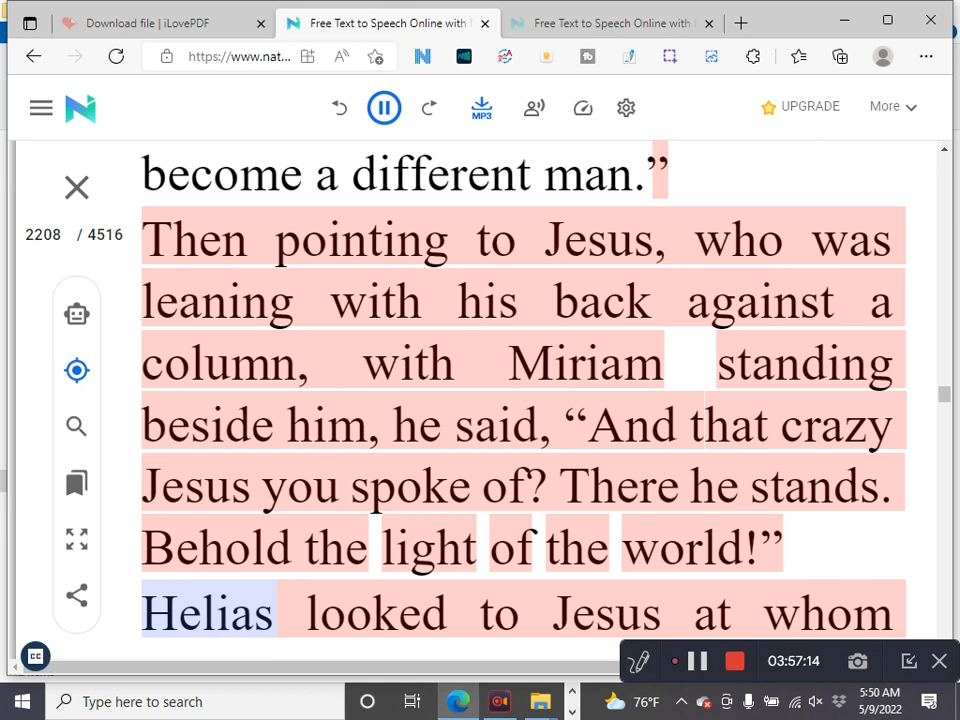 Download file | iLovePDF
Free Text to Speech Online with
Free Text to Speech Online with
https://www.nat...
MP3
UPGRADE
More
become a different man.”
2208 / 4516
Then pointing to Jesus, who was
leaning with his back against a
column, with Miriam standing
beside him, he said, “And that crazy
Jesus you spoke of? There he stands.
Behold the light of the world!”
Helias looked to Jesus at whom
CC
03:57:14
Type here to search
76°F
5:50 AM
5/9/2022